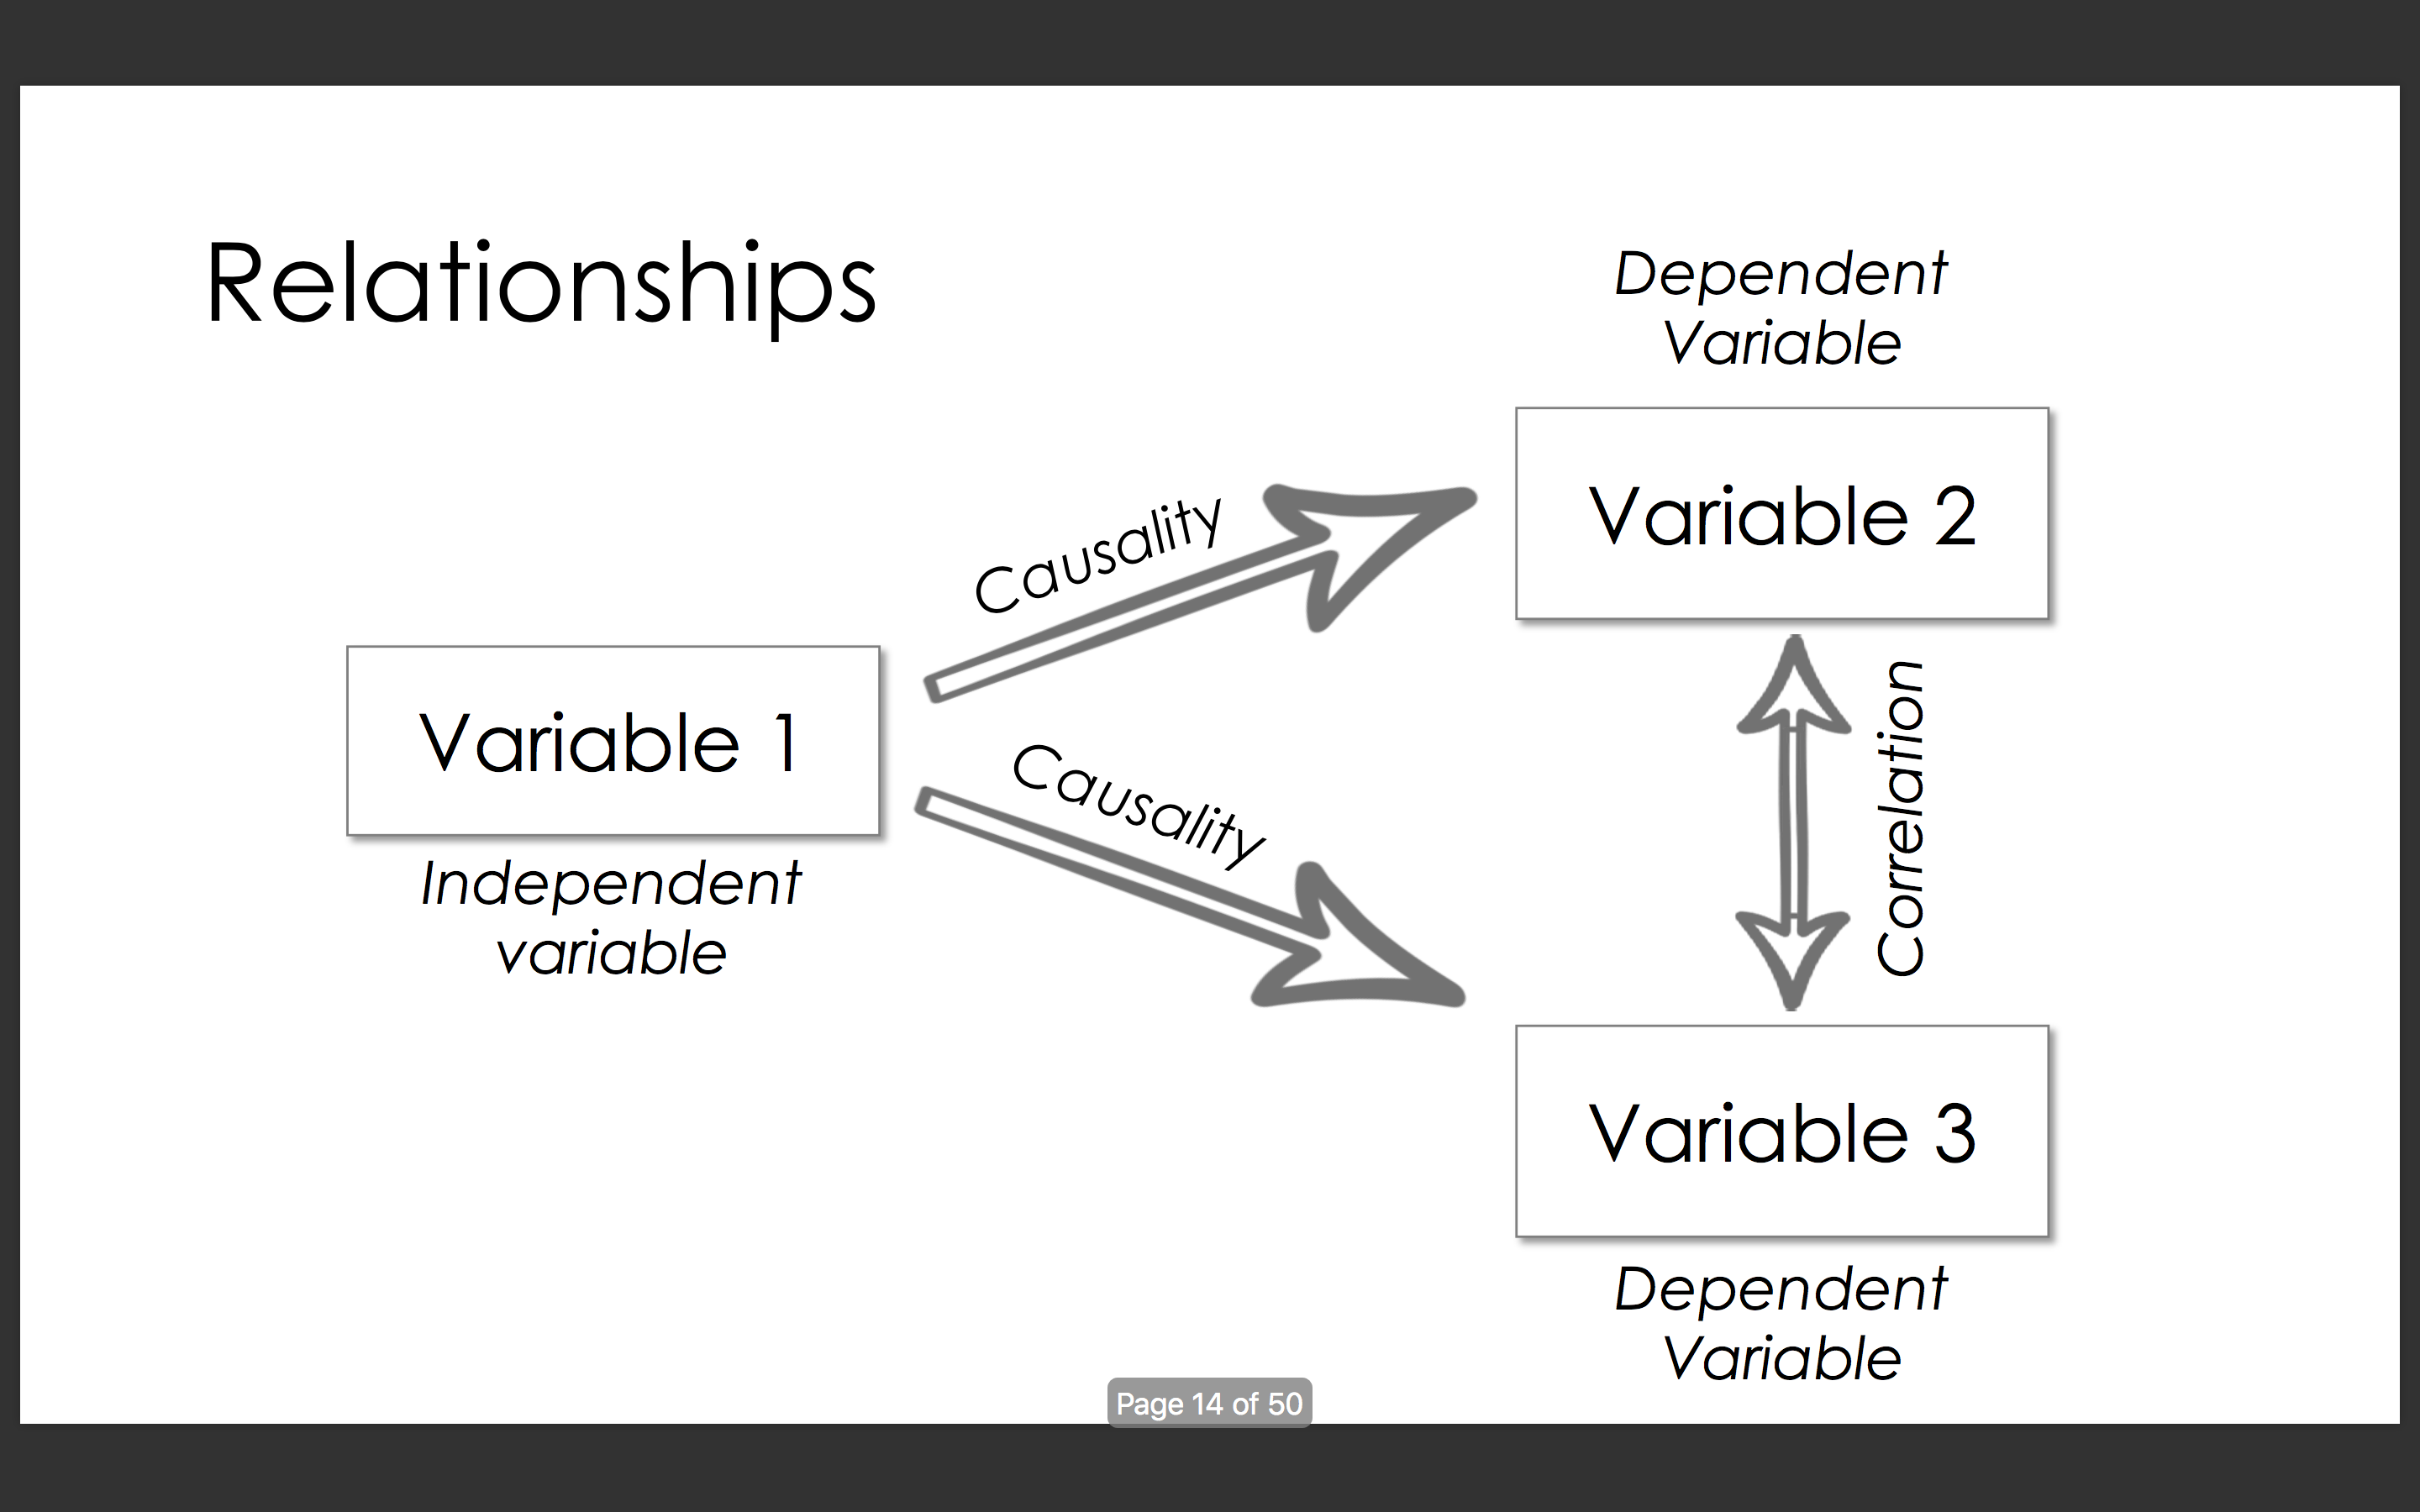 Relationships
Dependent
Variable
Variable 2
Causality
Variable 1
Independent
variable
Causality
Correlation
Variable 3
Dependent
Variable
Page 14 of 50